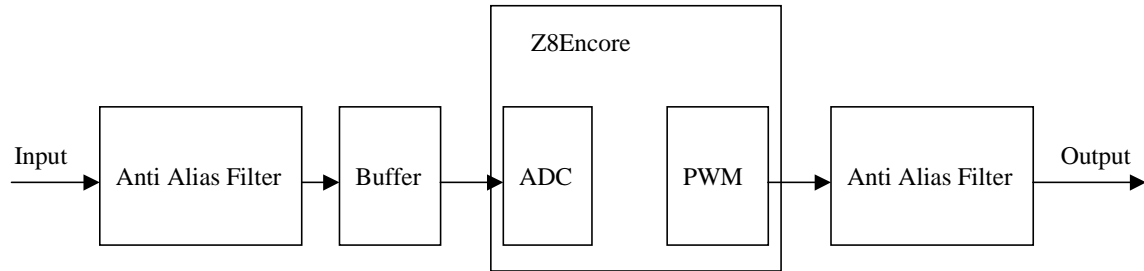 Z8Encore
Input
Anti Alias Filter
Buffer
ADC
PWM
Anti Alias Filter
Output